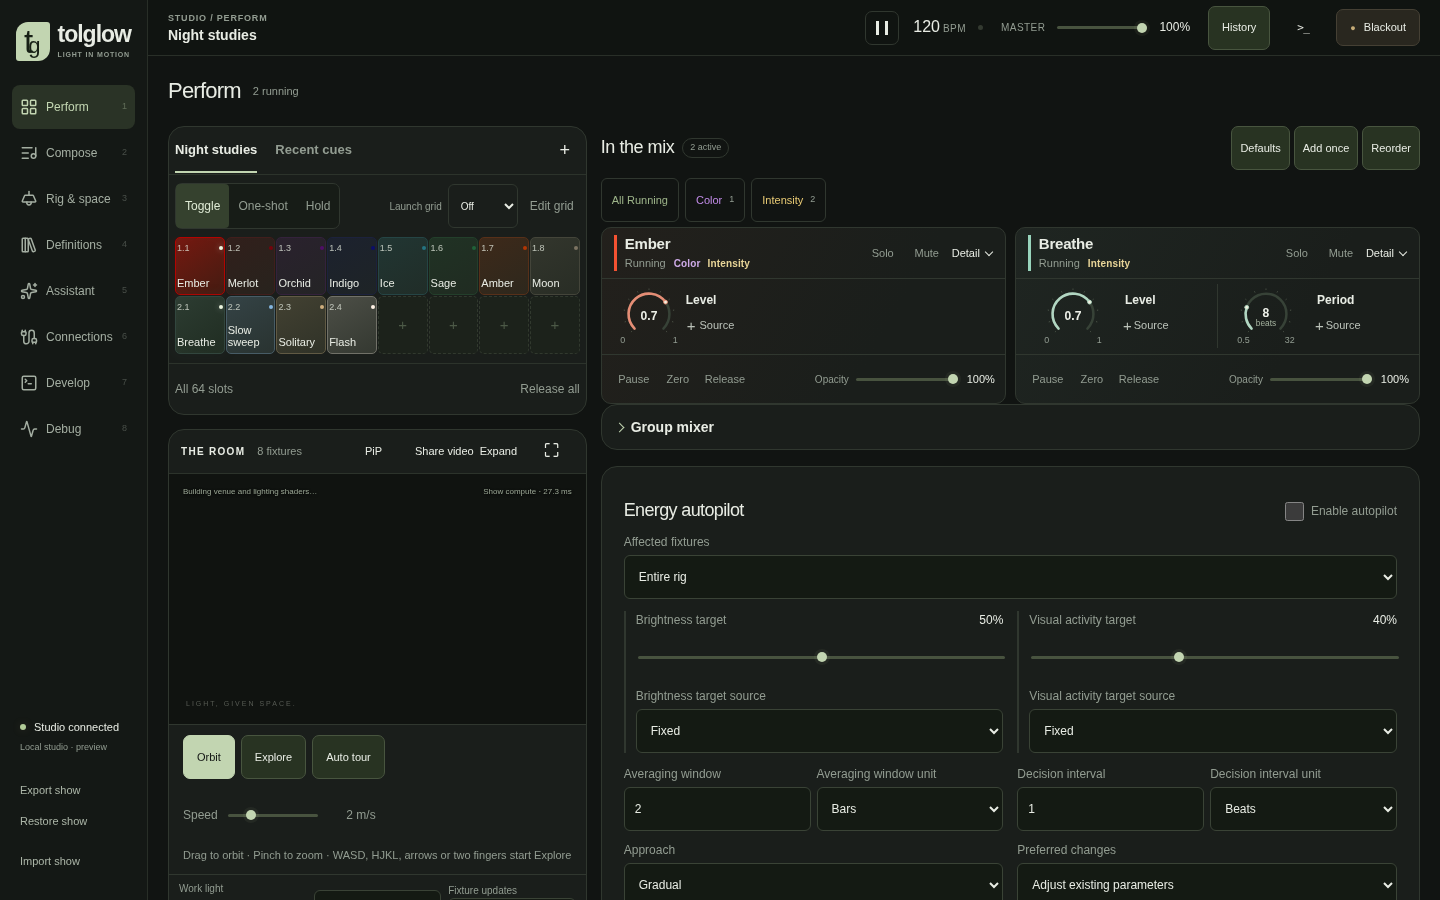 tg tolglow
LIGHT IN MOTION
STUDIO / PERFORM
Night studies
120 BPM
MASTER
100%
History
>_
Blackout
Perform 1
Compose 2
Rig & space 3
Definitions 4
Assistant 5
Connections 6
Develop 7
Debug 8
Studio connected
Local studio · preview
Export show
Restore show
Import show
Perform
2 running
Night studies
Recent cues
+
Toggle
One-shot
Hold
Launch grid
Off
Edit grid
1.1 Ember
1.2 Merlot
1.3 Orchid
1.4 Indigo
1.5 Ice
1.6 Sage
1.7 Amber
1.8 Moon
2.1 Breathe
2.2 Slow sweep
2.3 Solitary
2.4 Flash
+ + + +
All 64 slots
Release all
THE ROOM
8 fixtures
PiP
Share video
Expand
Building venue and lighting shaders...
Show compute · 27.3 ms
LIGHT, GIVEN SPACE.
Orbit
Explore
Auto tour
Speed
2 m/s
Drag to orbit · Pinch to zoom · WASD, HJKL, arrows or two fingers start Explore
Work light
Fixture updates
In the mix
2 active
Defaults
Add once
Reorder
All Running
Color 1
Intensity 2
Ember
Running Color Intensity
Solo
Mute
Detail
0.7
0 1
Level
+ Source
Pause
Zero
Release
Opacity
100%
Breathe
Running Intensity
Solo
Mute
Detail
0.7
0 1
Level
+ Source
8
beats
0.5 32
Period
+ Source
Pause
Zero
Release
Opacity
100%
Group mixer
Energy autopilot
Enable autopilot
Affected fixtures
Entire rig
Brightness target
50%
Visual activity target
40%
Brightness target source
Fixed
Visual activity target source
Fixed
Averaging window
2
Averaging window unit
Bars
Decision interval
1
Decision interval unit
Beats
Approach
Gradual
Preferred changes
Adjust existing parameters